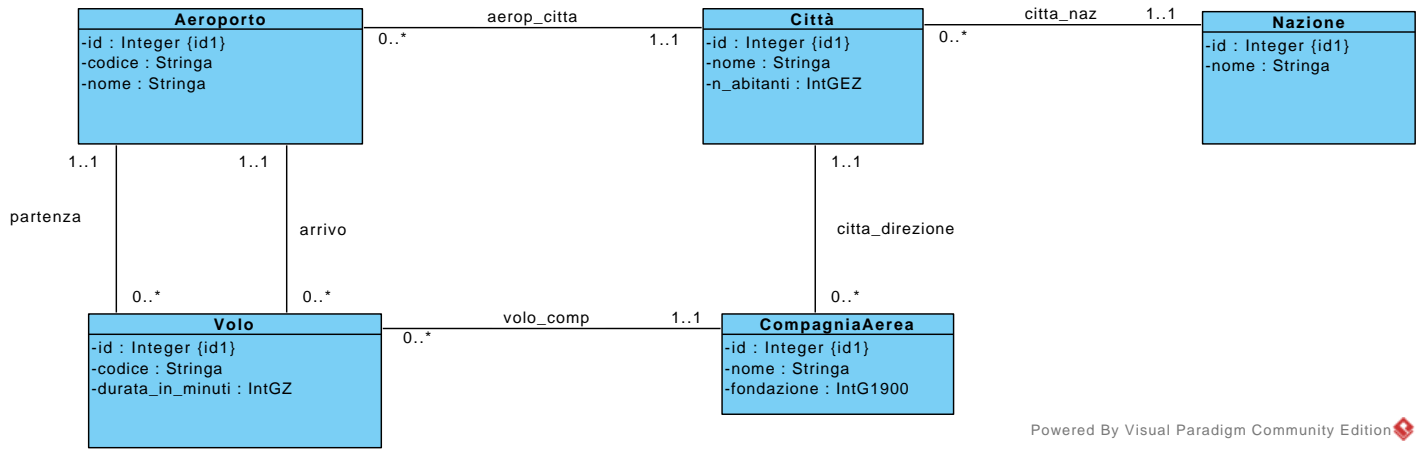 aerop_citta
citta_naz
1..1
Aeroporto
-id : Integer {id1}
-codice : Stringa
-nome : Stringa
0..*
1..1
Città
-id : Integer {id1}
-nome : Stringa
-n_abitanti : IntGEZ
0..*
Nazione
-id : Integer {id1}
-nome : Stringa
1..1
1..1
1..1
partenza
arrivo
citta_direzione
0..*
0..*
0..*
volo_comp
1..1
0..*
Volo
-id : Integer {id1}
-codice : Stringa
-durata_in_minuti : IntGZ
CompagniaAerea
-id : Integer {id1}
-nome : Stringa
-fondazione : IntG1900
Powered By Visual Paradigm Community Edition